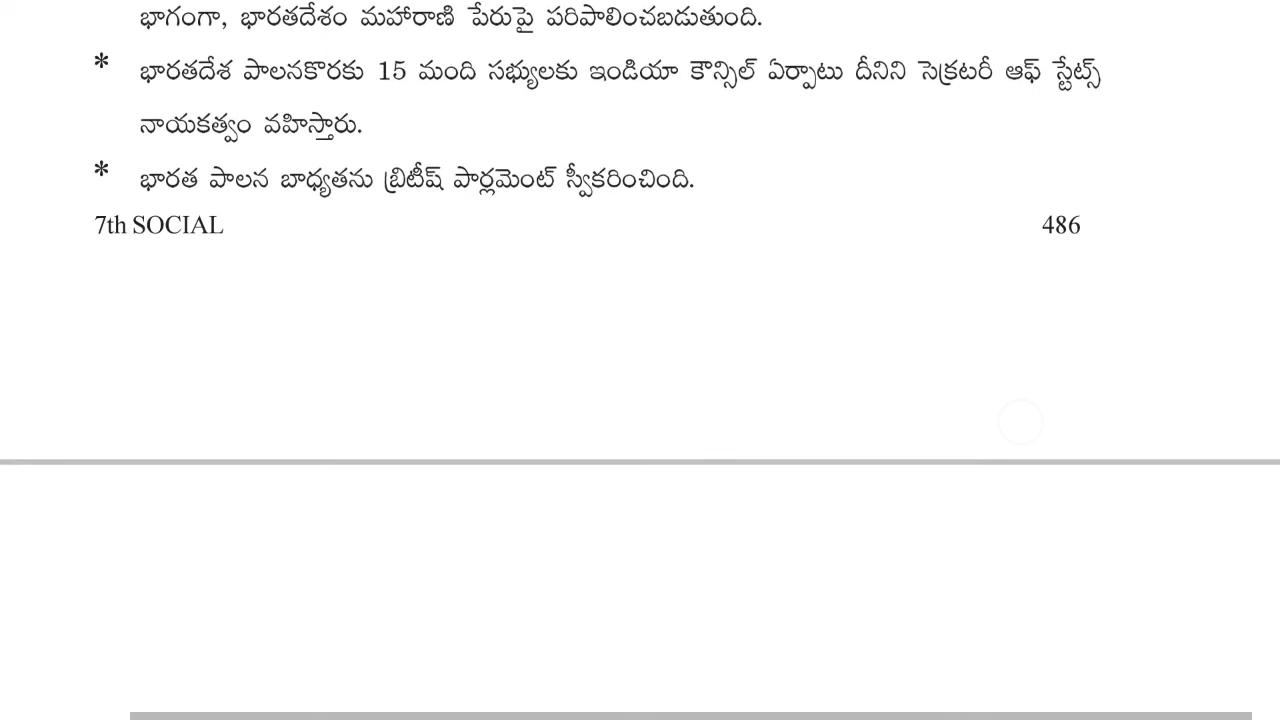 భాగంగా, భారతదేశం మహారాణి పేరుపై పరిపాలించబడుతుంది.
* భారతదేశ పాలనకొరకు 15 మంది సభ్యులకు ఇండియా కౌన్సిల్ ఏర్పాటు దీనిని సెక్రటరీ ఆఫ్ స్టేట్స్
నాయకత్వం వహిస్తారు.
* భారత పాలన బాధ్యతను బ్రిటీష్ పార్లమెంట్ స్వీకరించింది.
7th SOCIAL 486